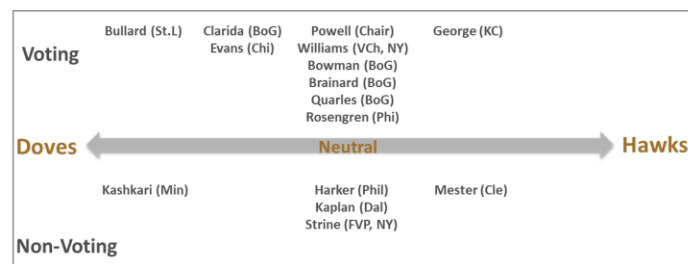 Bullard (St.L) Clarida (BoG) Powell (Chair) George (KC)
Voting Evans (Chi) Williams (VCh, NY)
Bowman (BoG)
Brainard (BoG)
Quarles (BoG)
Rosengren (Phi)
Doves Neutral Hawks
Kashkari (Min) Harker (Phil) Mester (Cle)
Kaplan (Dal)
Strine (FVP, NY)
Non-Voting